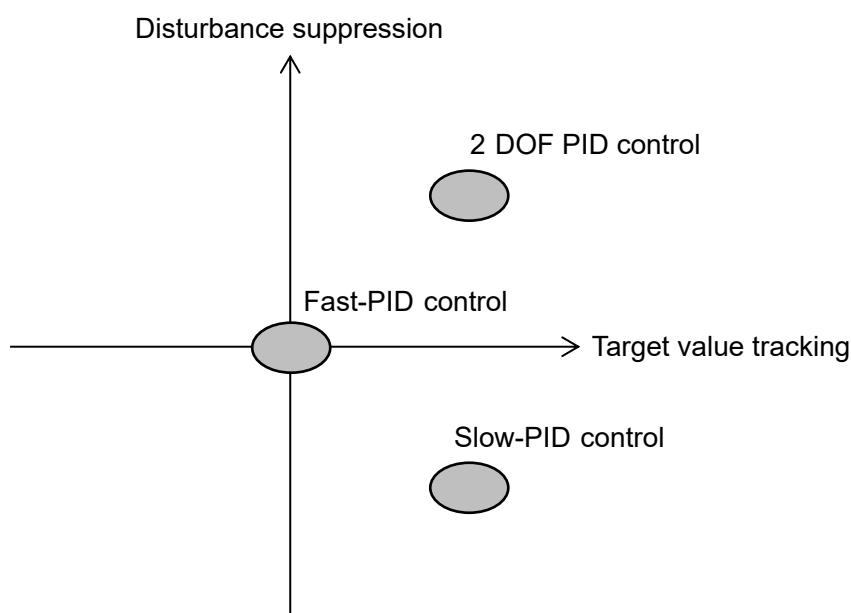 Disturbance suppression
2 DOF PID control
Fast-PID control
Target value tracking
Slow-PID control